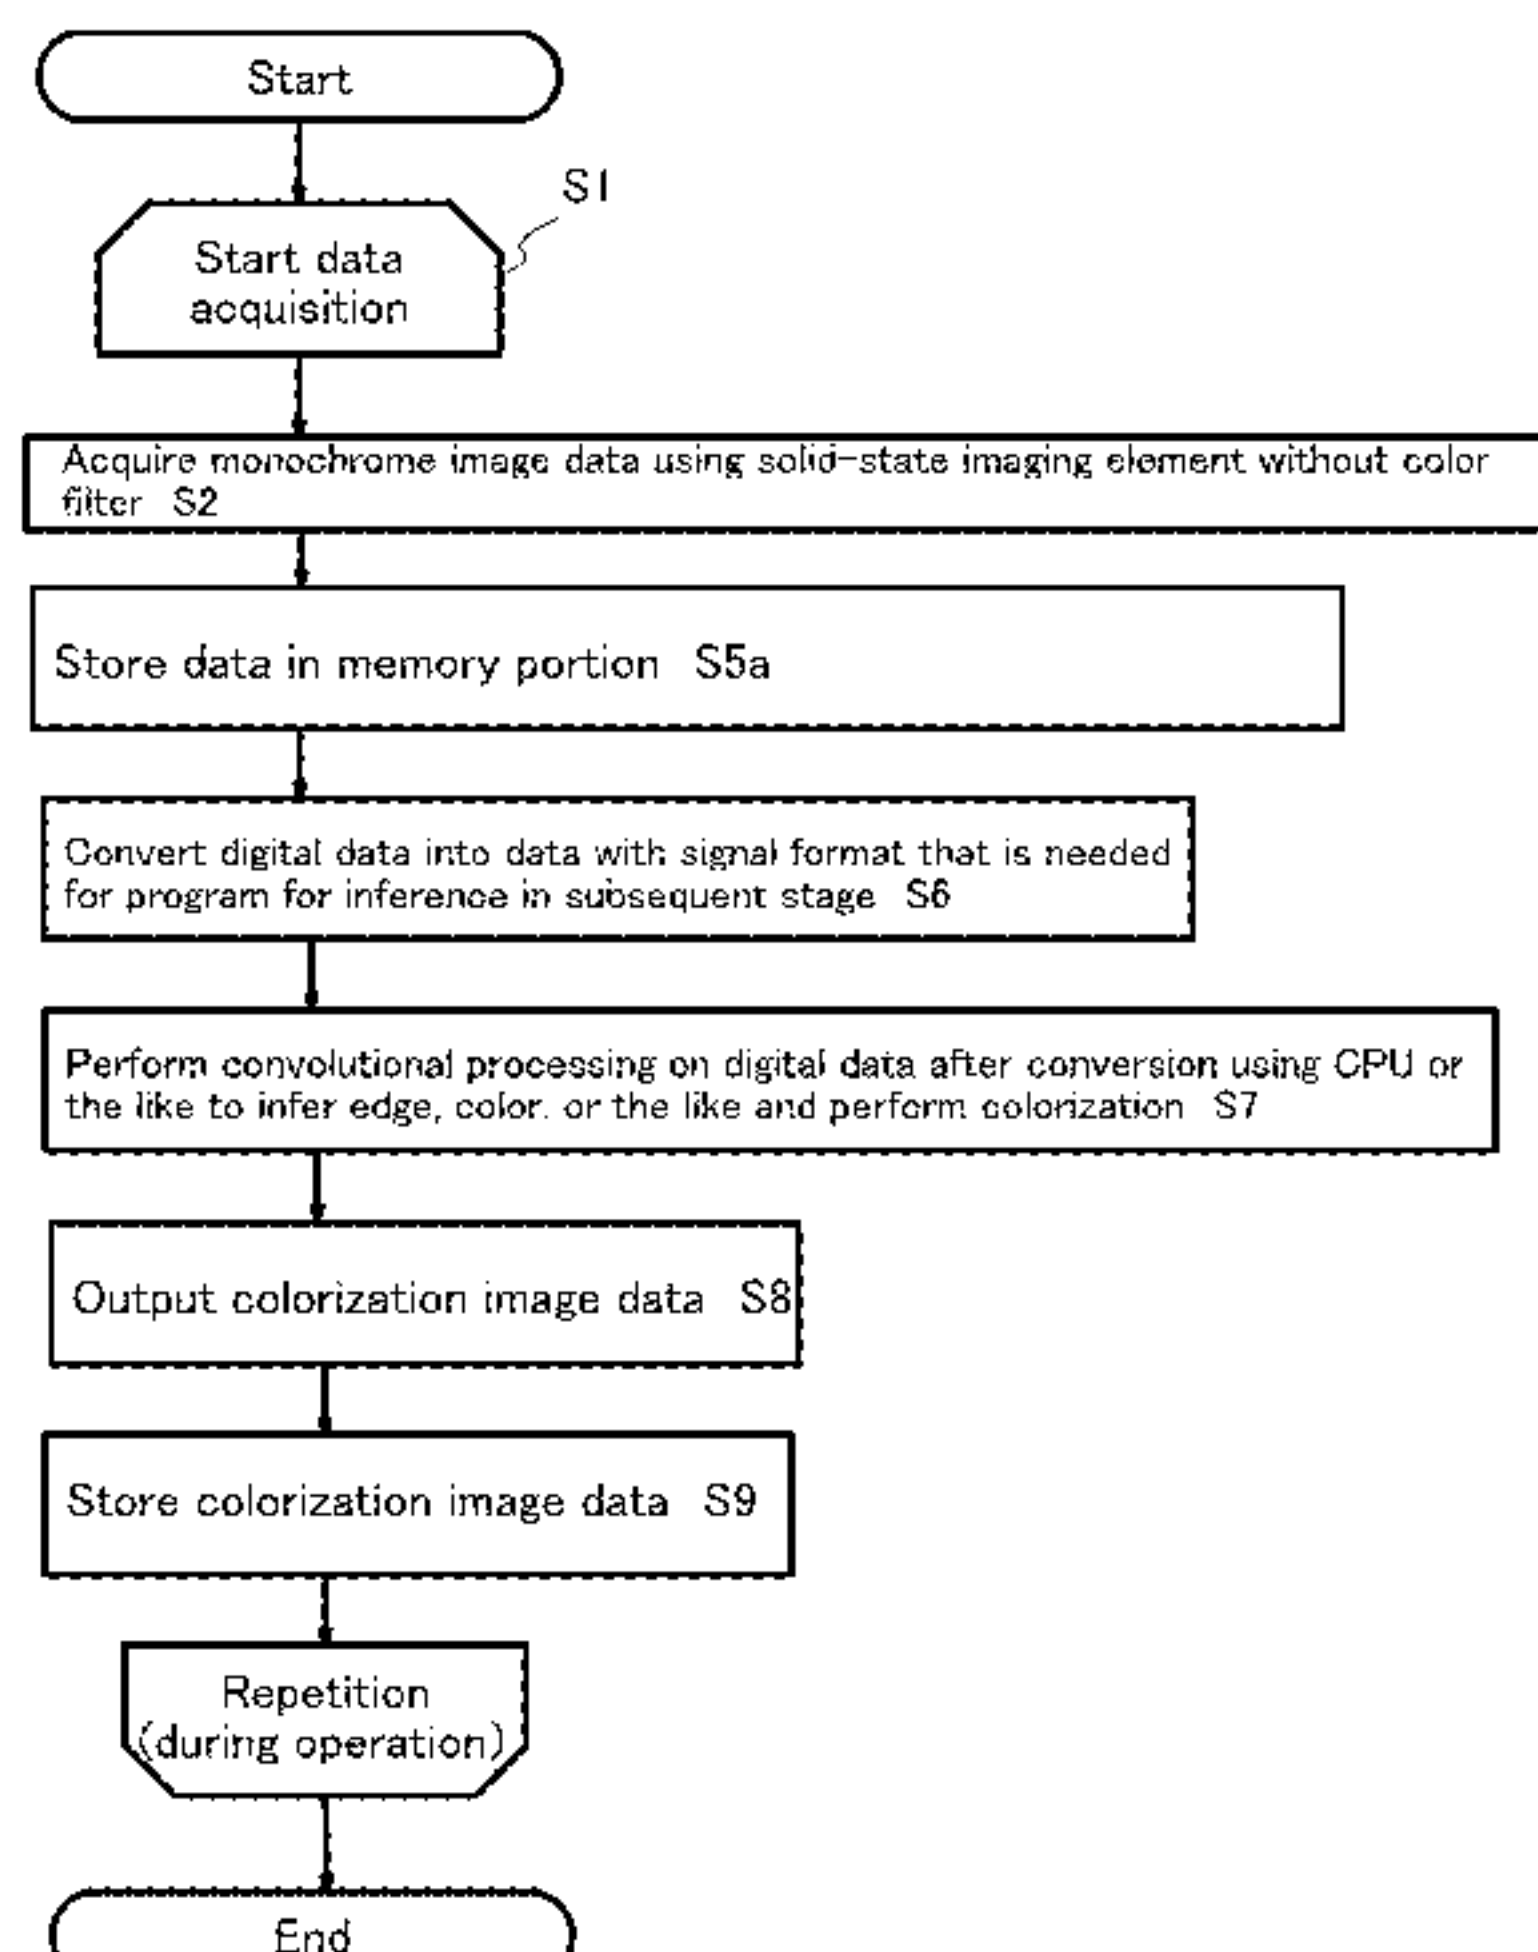 Start
S1
Start data
acquisition
Acquire monochrome image data using solid-state imaging element without color
filter S2
Store data in memory portion S5a
Convert digital data into data with signal format that is needed
for program for inference in subsequent stage S6
Perform convolutional processing on digital data after conversion using CPU or
the like to infer edge, color. or the like and perform colorization S7
Output colorization image data S8
Store colorization image data S9
Repetition
(during operation)
End